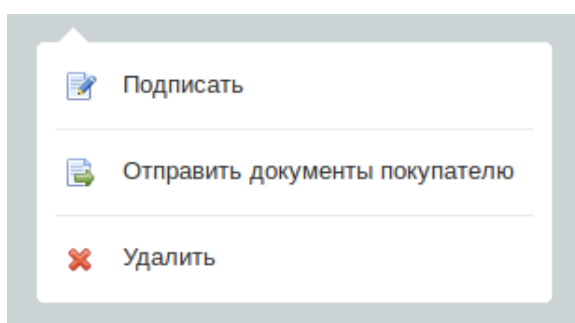 Подписать
Отправить документы покупателю
Удалить